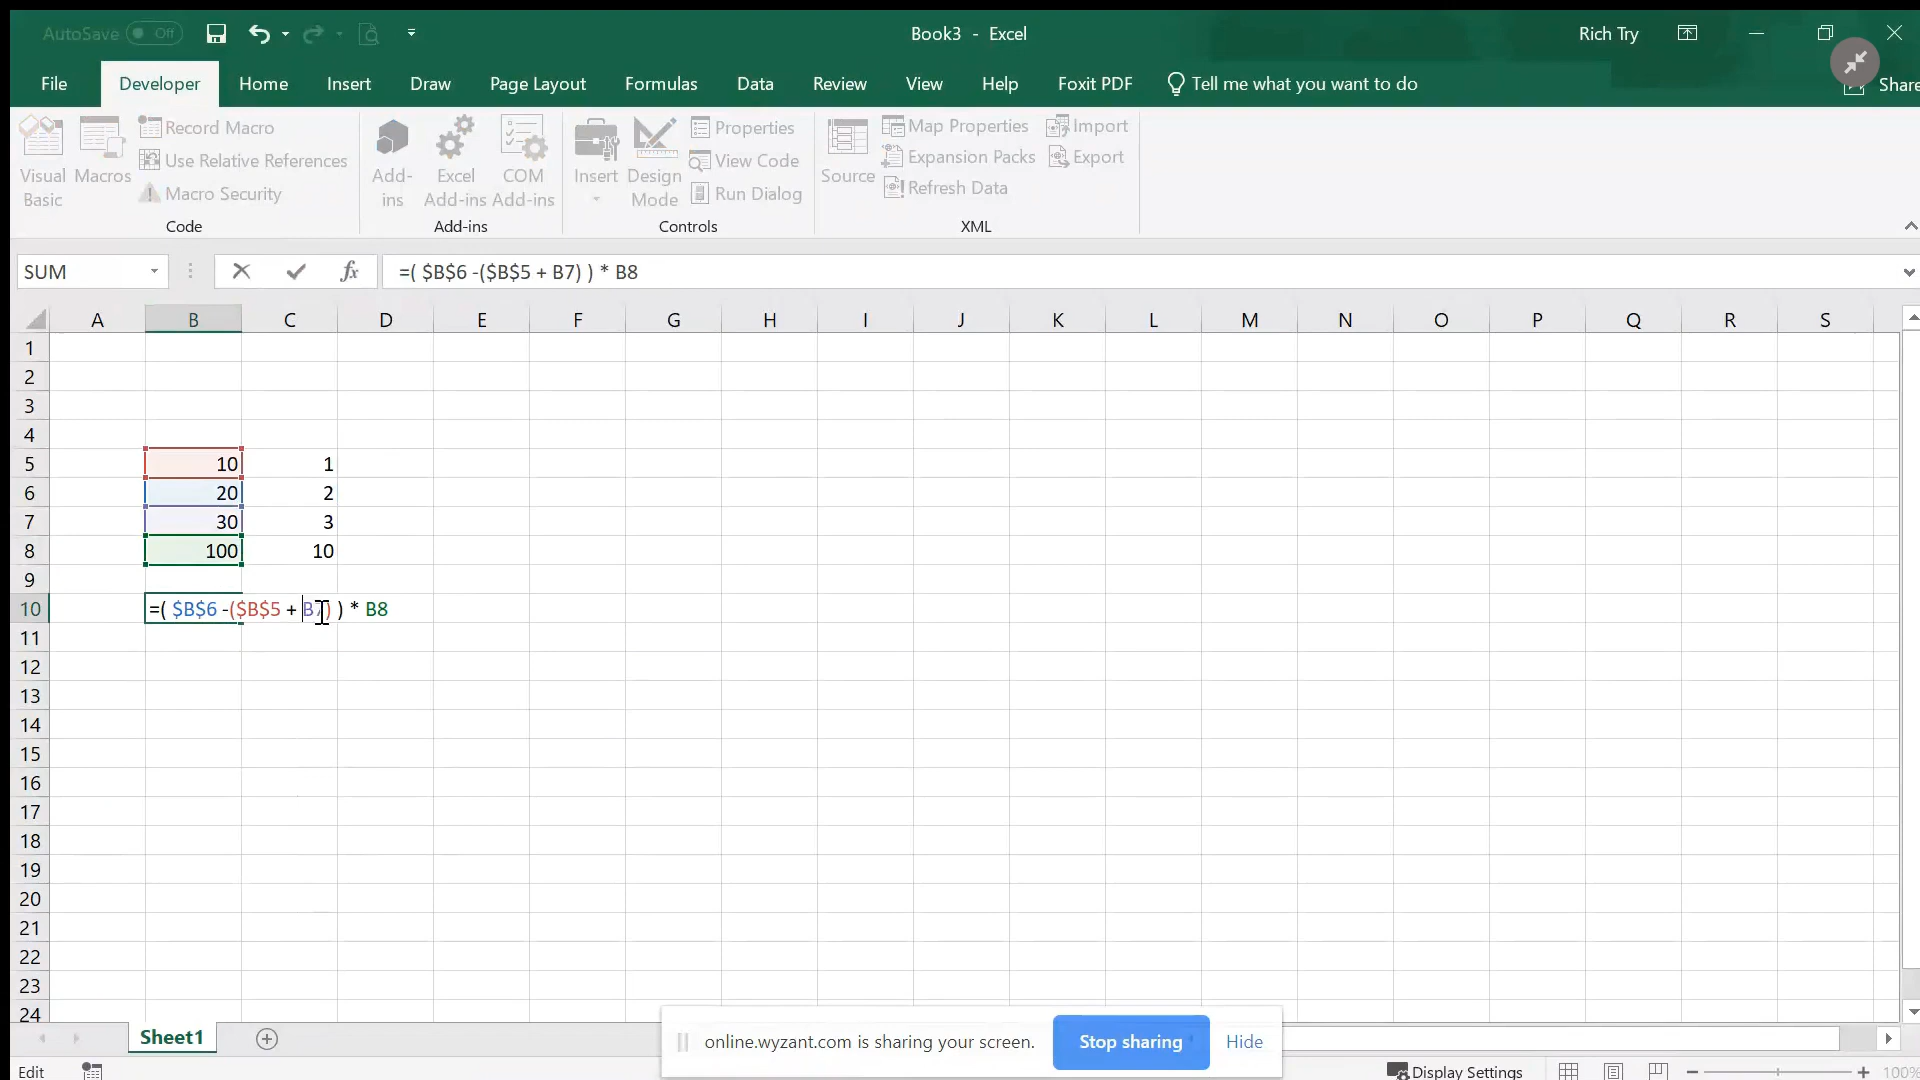 AutoSave Off
Book3 - Excel
Rich Try
File Developer Home Insert Draw Page Layout Formulas Data Review View Help Foxit PDF Tell me what you want to do Share
Visual Basic
Macros
Record Macro
Use Relative References
Macro Security
Code
Add-ins
Excel Add-ins
COM Add-ins
Add-ins
Insert
Design Mode
Properties
View Code
Run Dialog
Controls
Source
Map Properties
Expansion Packs
Refresh Data
Import
Export
XML
SUM fx =( $B$6 -($B$5 + B7) ) * B8
A B C D E F G H I J K L M N O P Q R S
1
2
3
4
5 10 1
6 20 2
7 30 3
8 100 10
9
10 =( $B$6 -($B$5 + B7) ) * B8
11
12
13
14
15
16
17
18
19
20
21
22
23
24
Sheet1
online.wyzant.com is sharing your screen. Stop sharing Hide
Edit Display Settings 100%